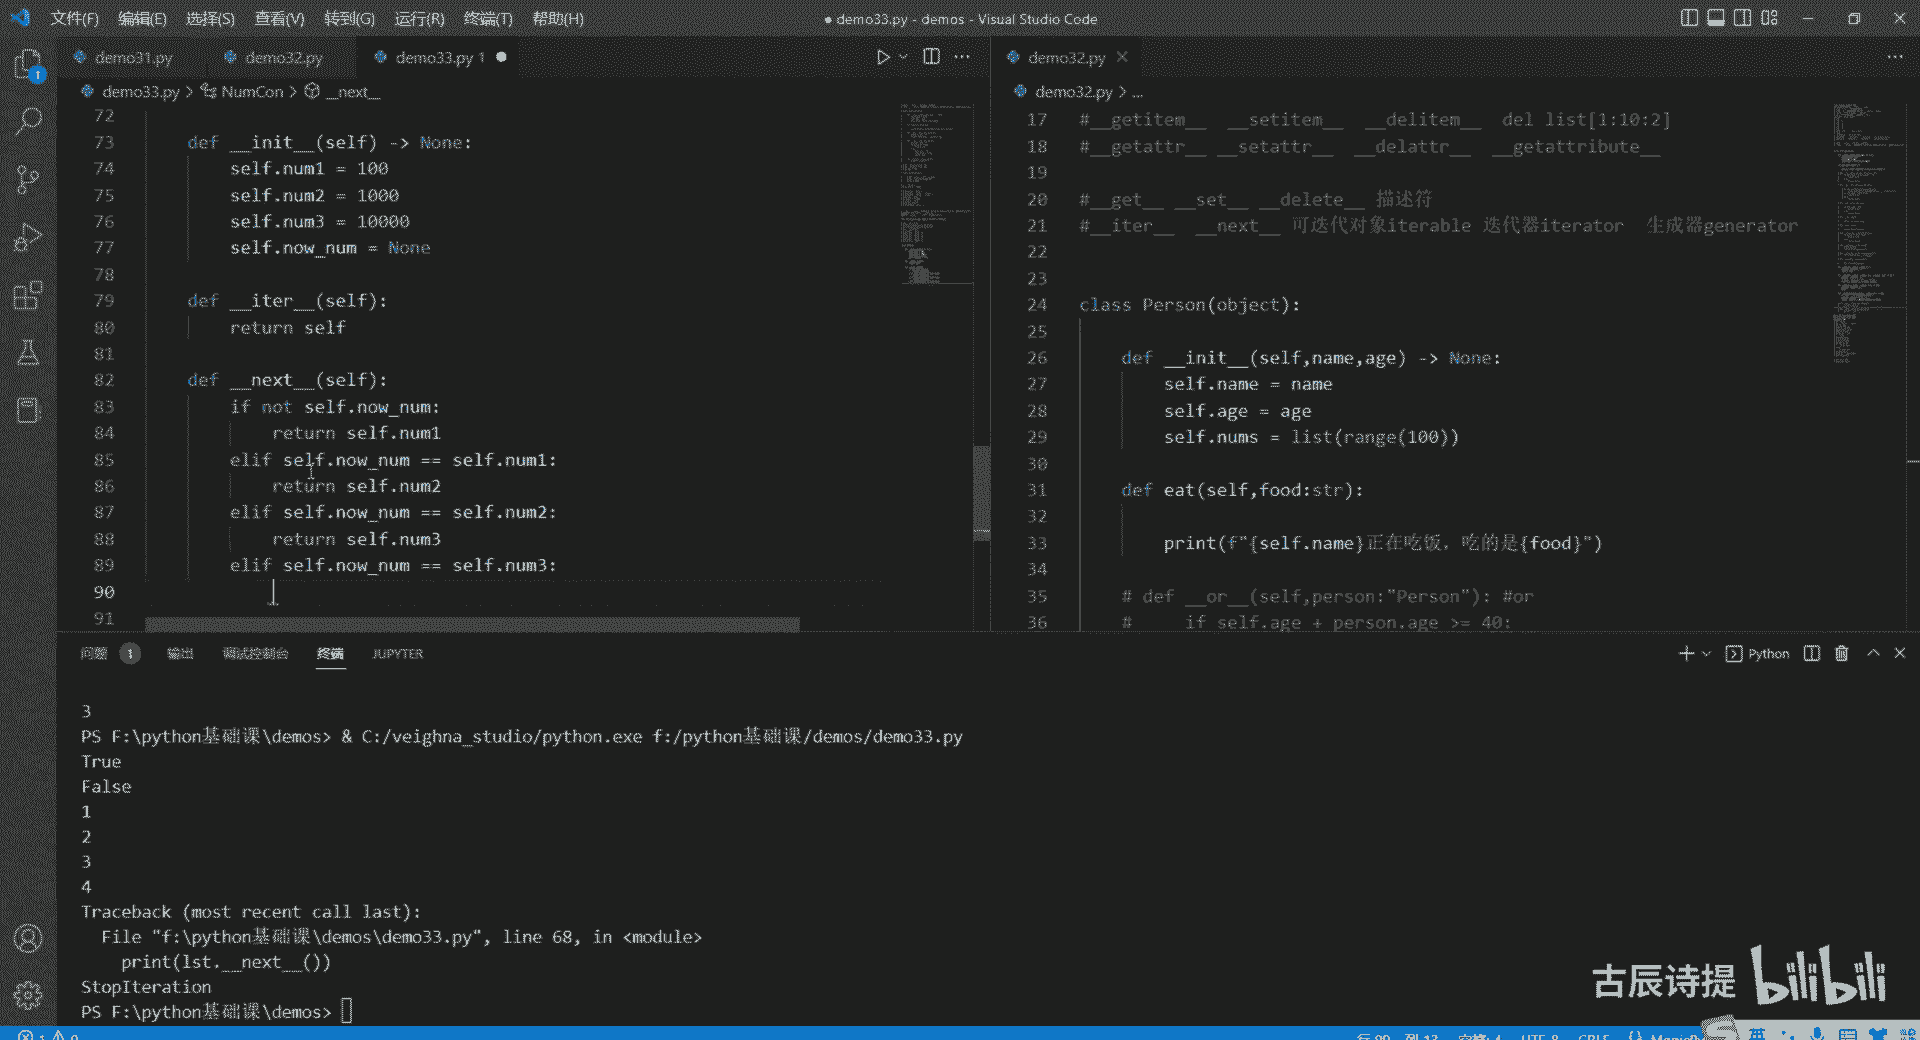 文件(F) 编辑(E) 选择(S) 查看(V) 转到(G) 运行(R) 终端(T) 帮助(H)
● demo33.py - demos - Visual Studio Code
demo31.py demo32.py demo33.py 1 ●
demo33.py > NumCon > __next__
72
73 def __init__(self) -> None:
74 self.num1 = 100
75 self.num2 = 1000
76 self.num3 = 10000
77 self.now_num = None
78
79 def __iter__(self):
80 return self
81
82 def __next__(self):
83 if not self.now_num:
84 return self.num1
85 elif self.now_num == self.num1:
86 return self.num2
87 elif self.now_num == self.num2:
88 return self.num3
89 elif self.now_num == self.num3:
90
91
demo32.py
demo32.py > ...
17 #__getitem__ __setitem__ __delitem__ del list[1:10:2]
18 #__getattr__ __setattr__ __delattr__ __getattribute__
19
20 #__get__ __set__ __delete__ 描述符
21 #__iter__ __next__ 可迭代对象iterable 迭代器iterator 生成器generator
22
23
24 class Person(object):
25
26 def __init__(self,name,age) -> None:
27 self.name = name
28 self.age = age
29 self.nums = list(range(100))
30
31 def eat(self,food:str):
32
33 print(f"{self.name}正在吃饭，吃的是{food}")
34
35 # def __or__(self,person:"Person"): #or
36 # if self.age + person.age >= 40:
问题 1 输出 调试控制台 终端 JUPYTER
Python
3
PS F:\python基础课\demos> & C:/veighna_studio/python.exe f:/python基础课/demos/demo33.py
True
False
1
2
3
4
Traceback (most recent call last):
File "f:\python基础课\demos\demo33.py", line 68, in <module>
print(lst.__next__())
StopIteration
PS F:\python基础课\demos>
古辰诗提 bilibili